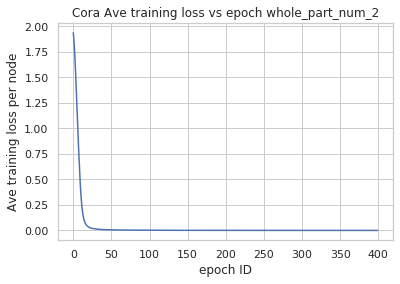 Cora Ave training loss vs epoch whole_part_num_2
Ave training loss per node
2.00
1.75
1.50
1.25
1.00
0.75
0.50
0.25
0.00
0 50 100 150 200 250 300 350 400
epoch ID